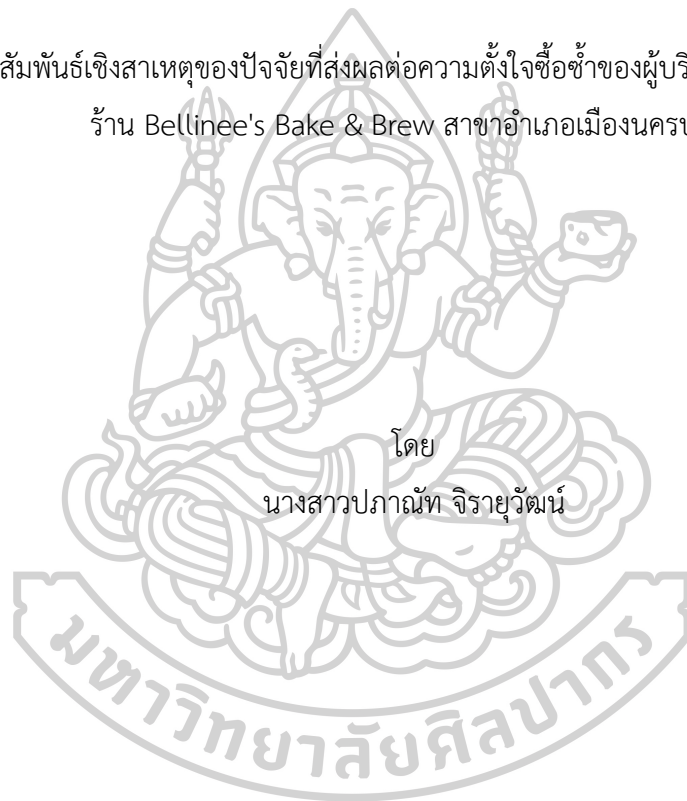 สัมพันธ์เชิงสาเหตุของปัจจัยที่ส่งผลต่อความตั้งใจซื้อซ้ำของผู้บริ
ร้าน Bellinee's Bake & Brew สาขาอำเภอเมืองนครป
โดย
นางสาวปภาณัท จิรายุวัฒน์
มหาวิทยาลัยศิลปากร